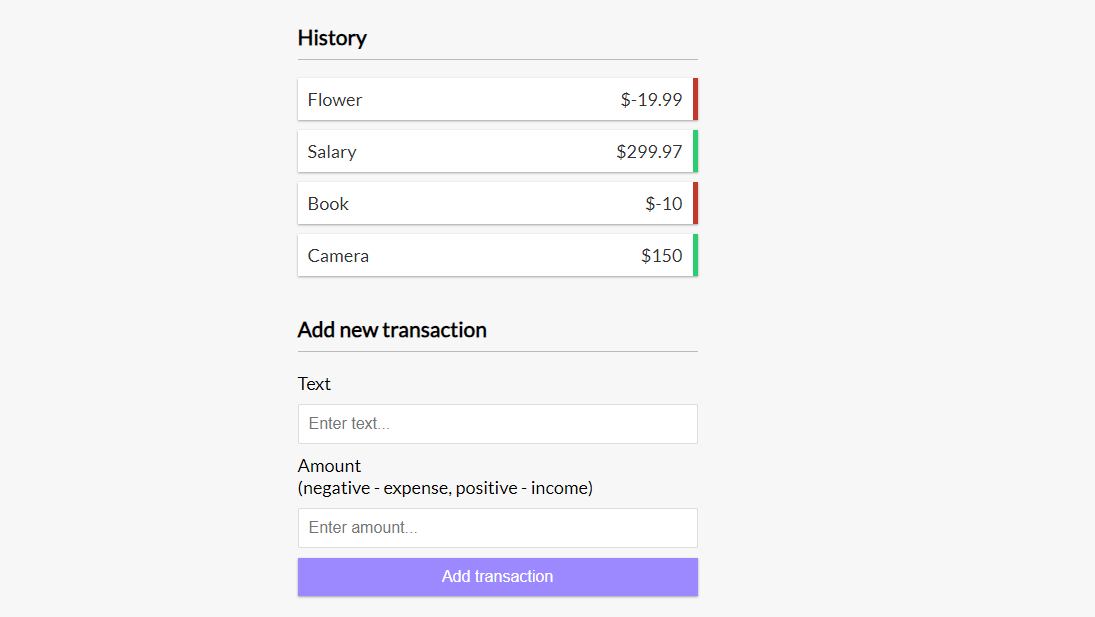 History
Flower $-19.99
Salary $299.97
Book $-10
Camera $150
Add new transaction
Text
Enter text...
Amount
(negative - expense, positive - income)
Enter amount...
Add transaction